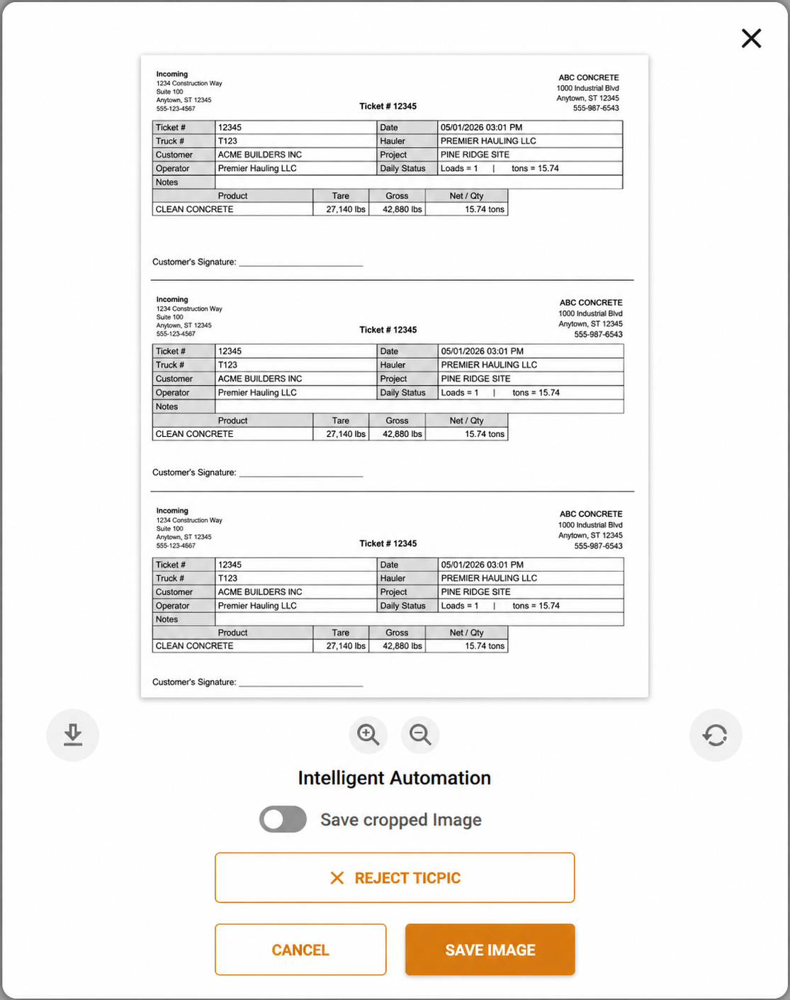 Incoming
1234 Construction Way
Suite 100
Anytown, ST 12345
555-123-4567
ABC CONCRETE
1000 Industrial Blvd
Anytown, ST 12345
555-987-6543
Ticket # 12345
Ticket # 12345 Date 05/01/2026 03:01 PM
Truck # T123 Hauler PREMIER HAULING LLC
Customer ACME BUILDERS INC Project PINE RIDGE SITE
Operator Premier Hauling LLC Daily Status Loads = 1 | tons = 15.74
Notes
Product Tare Gross Net / Qty
CLEAN CONCRETE 27,140 lbs 42,880 lbs 15.74 tons
Customer's Signature:
Incoming
1234 Construction Way
Suite 100
Anytown, ST 12345
555-123-4567
ABC CONCRETE
1000 Industrial Blvd
Anytown, ST 12345
555-987-6543
Ticket # 12345
Ticket # 12345 Date 05/01/2026 03:01 PM
Truck # T123 Hauler PREMIER HAULING LLC
Customer ACME BUILDERS INC Project PINE RIDGE SITE
Operator Premier Hauling LLC Daily Status Loads = 1 | tons = 15.74
Notes
Product Tare Gross Net / Qty
CLEAN CONCRETE 27,140 lbs 42,880 lbs 15.74 tons
Customer's Signature:
Incoming
1234 Construction Way
Suite 100
Anytown, ST 12345
555-123-4567
ABC CONCRETE
1000 Industrial Blvd
Anytown, ST 12345
555-987-6543
Ticket # 12345
Ticket # 12345 Date 05/01/2026 03:01 PM
Truck # T123 Hauler PREMIER HAULING LLC
Customer ACME BUILDERS INC Project PINE RIDGE SITE
Operator Premier Hauling LLC Daily Status Loads = 1 | tons = 15.74
Notes
Product Tare Gross Net / Qty
CLEAN CONCRETE 27,140 lbs 42,880 lbs 15.74 tons
Customer's Signature:
Intelligent Automation
Save cropped Image
REJECT TICPIC
CANCEL
SAVE IMAGE